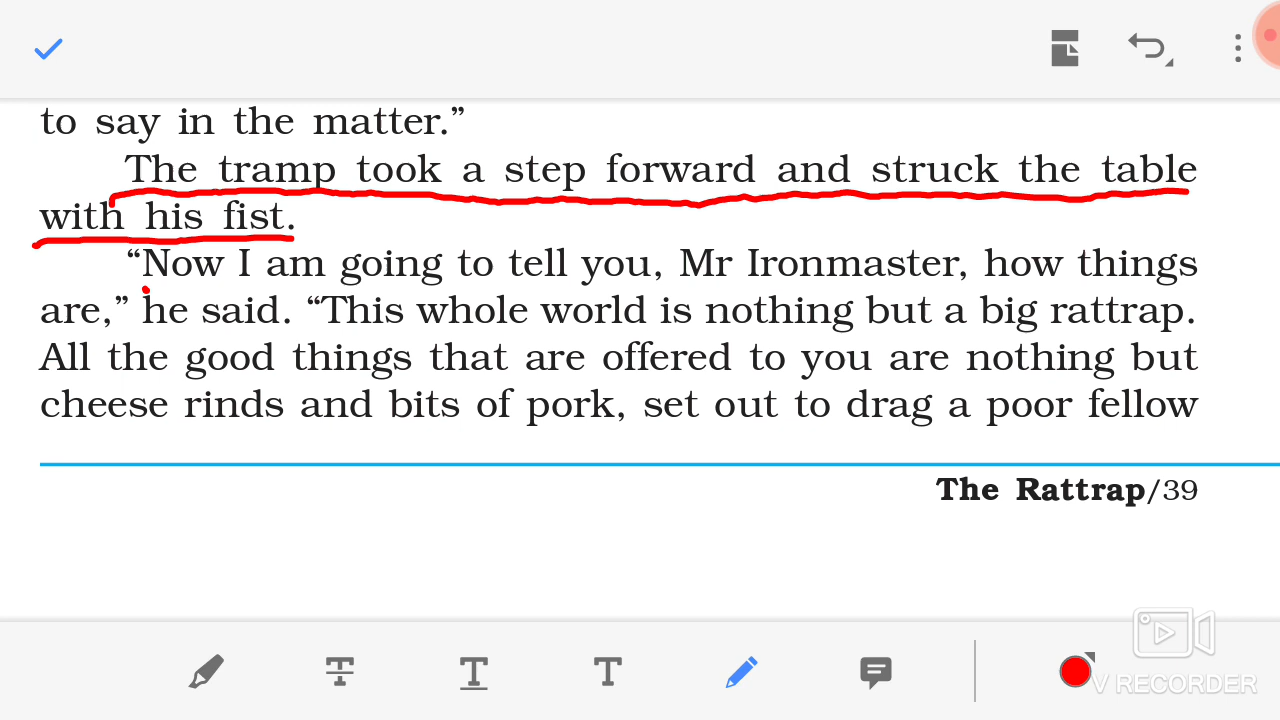 to say in the matter.”
The tramp took a step forward and struck the table
with his fist.
“Now I am going to tell you, Mr Ironmaster, how things
are,” he said. “This whole world is nothing but a big rattrap.
All the good things that are offered to you are nothing but
cheese rinds and bits of pork, set out to drag a poor fellow
The Rattrap/39
V RECORDER